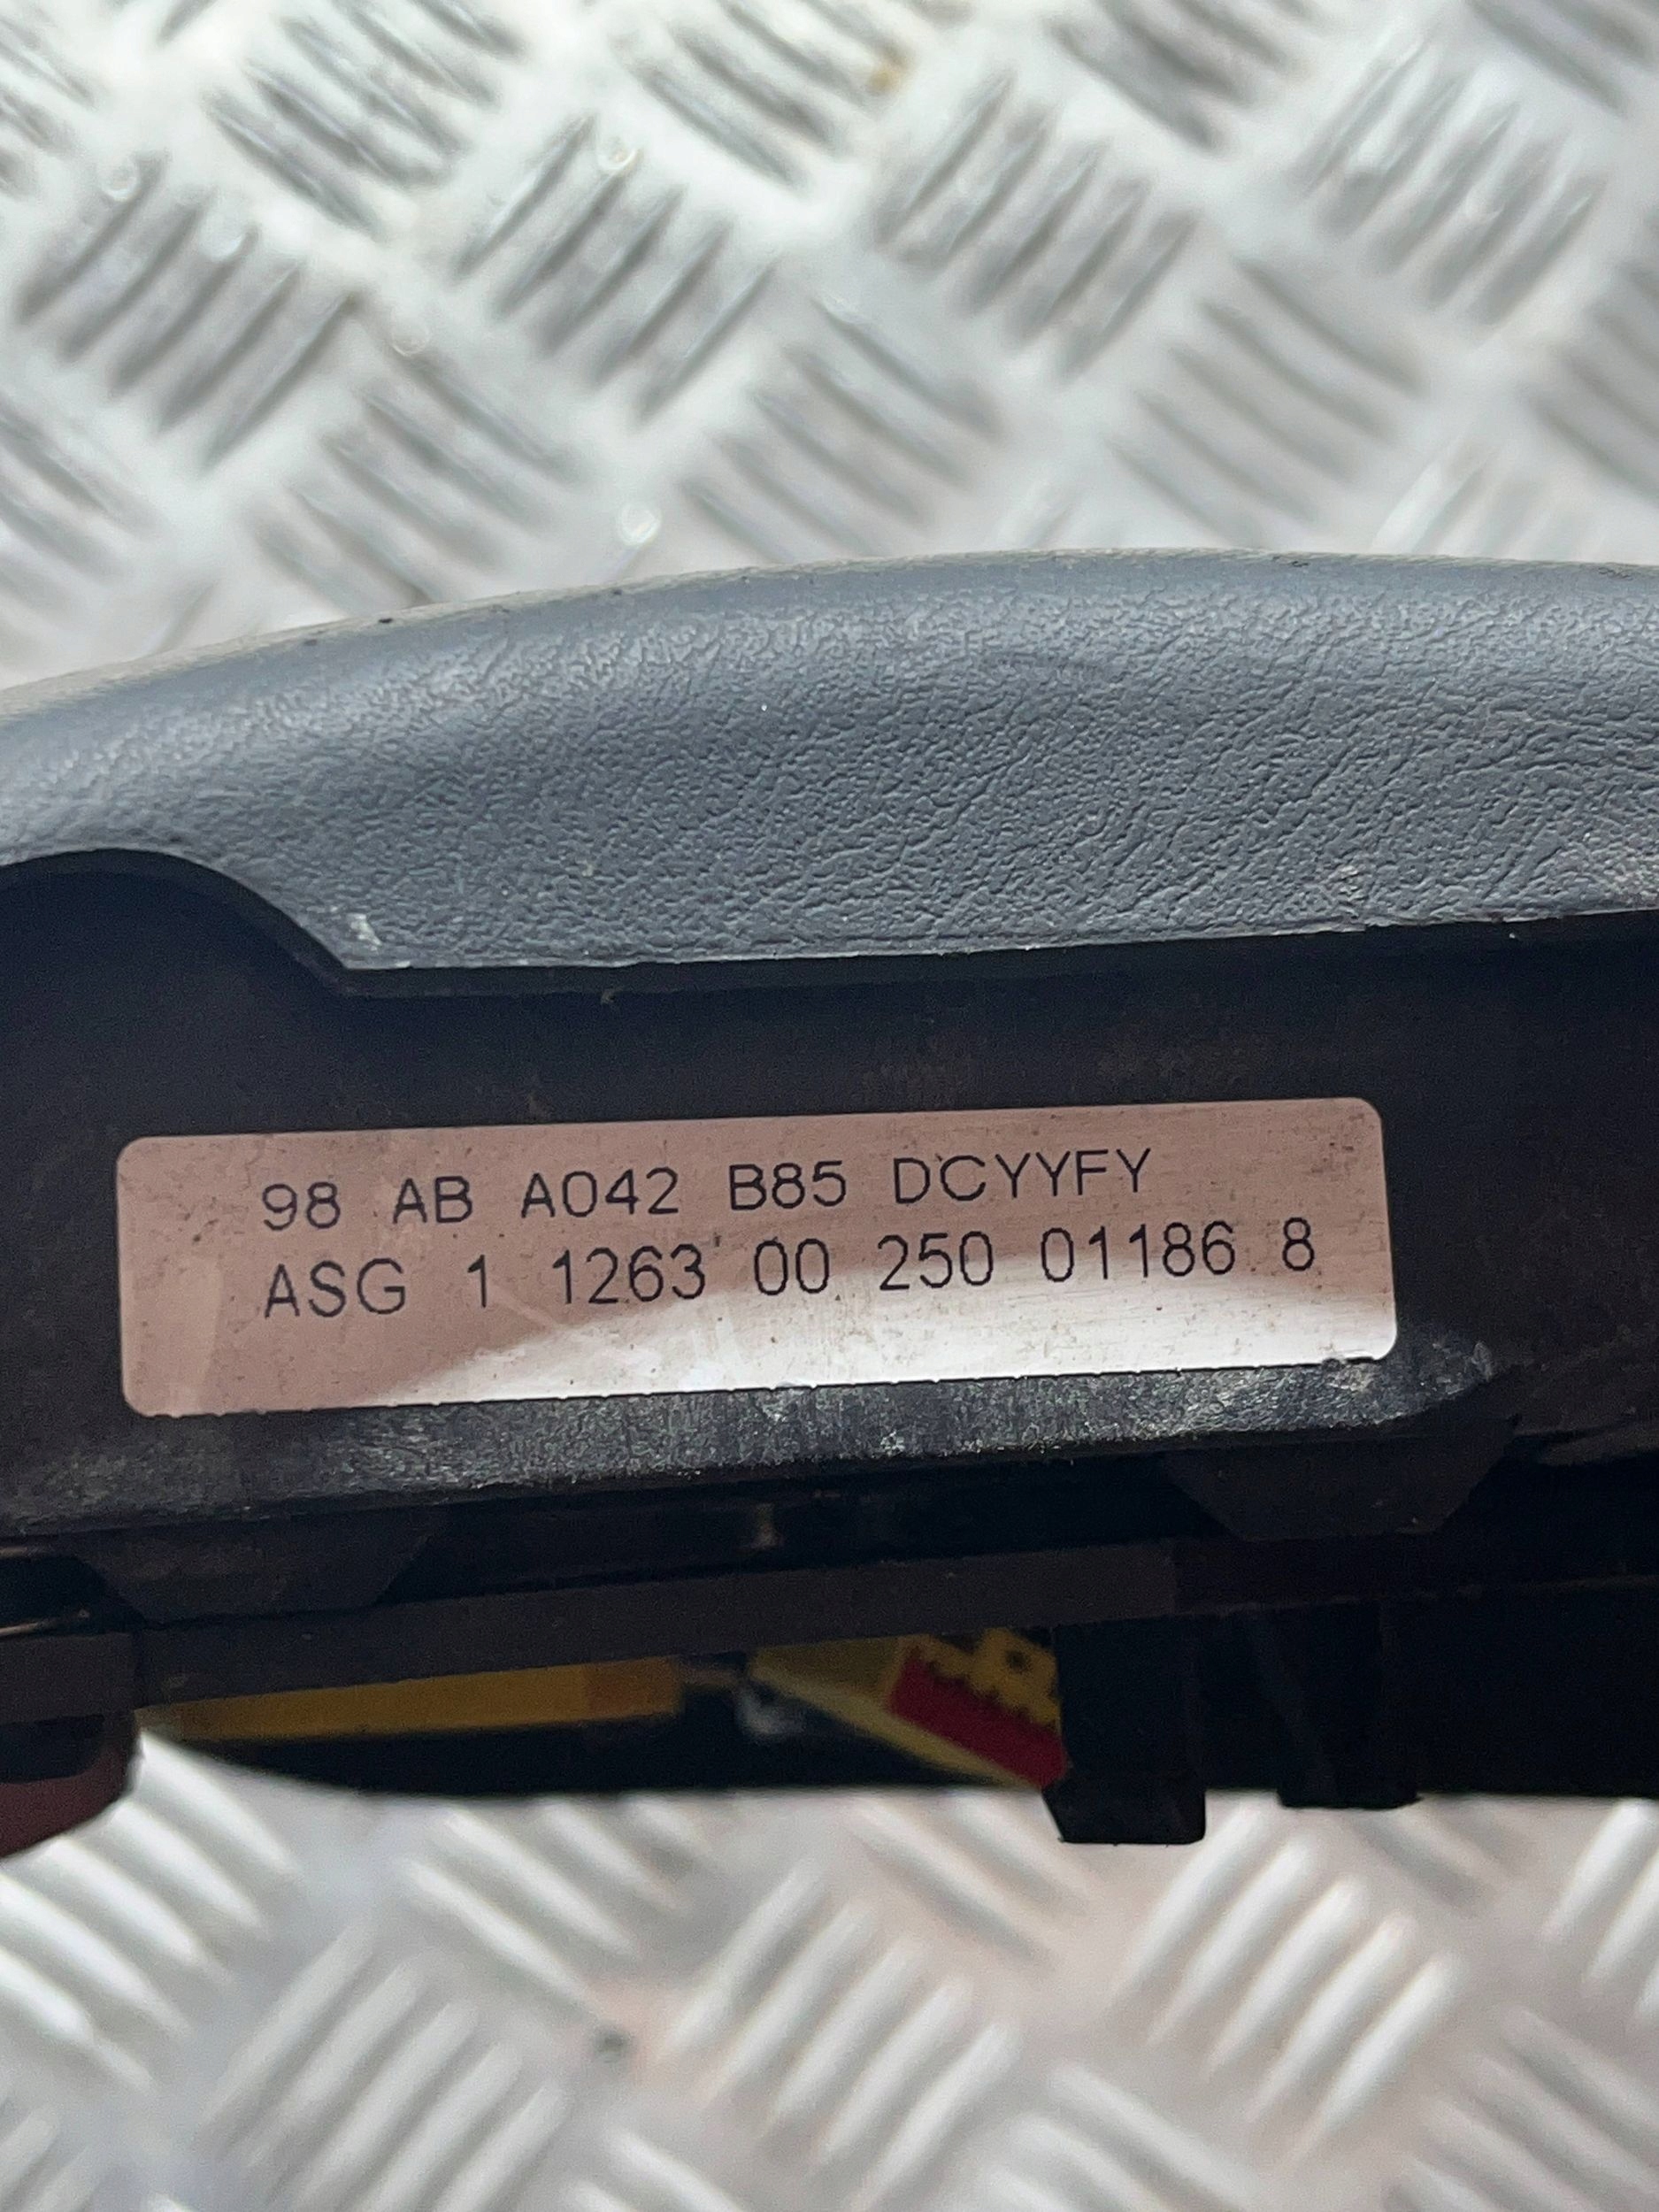 98 AB A042 B85 DCYYFY
ASG 1 1263 00 250 01186 8